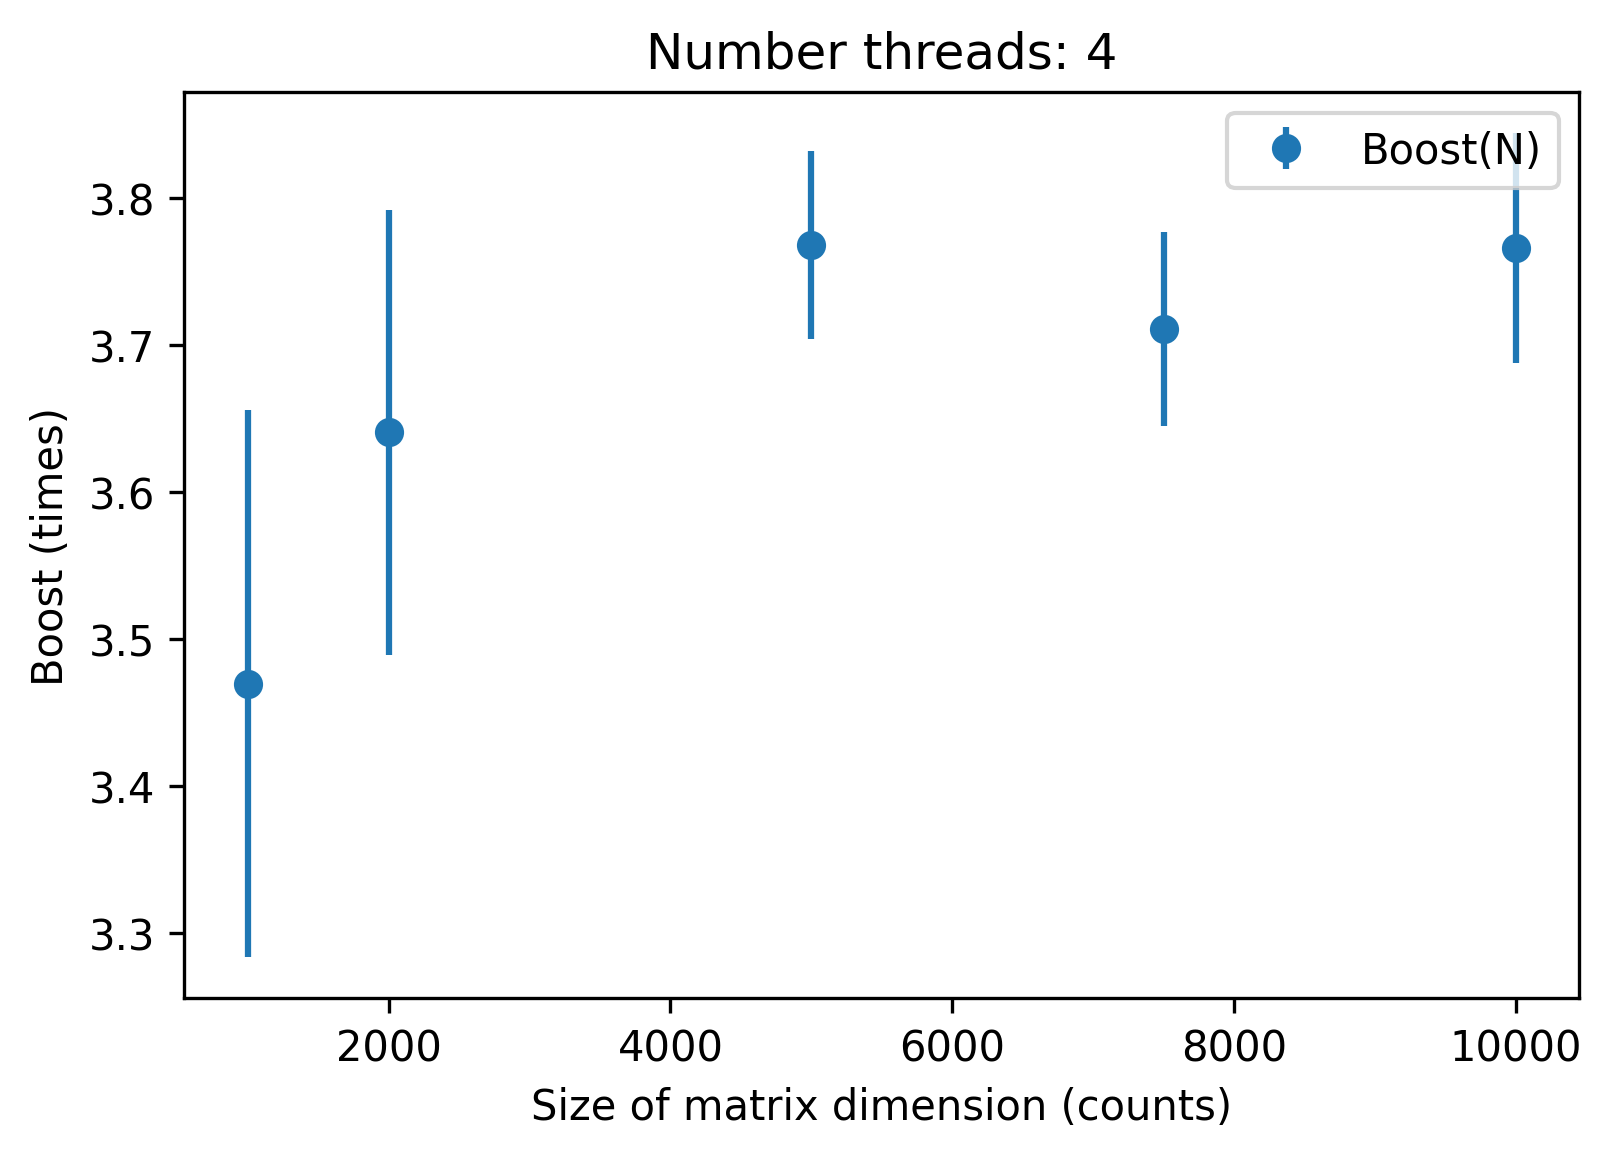 Number threads: 4
Boost(N)
3.8
3.7
3.6
3.5
3.4
3.3
Boost (times)
2000 4000 6000 8000 10000
Size of matrix dimension (counts)